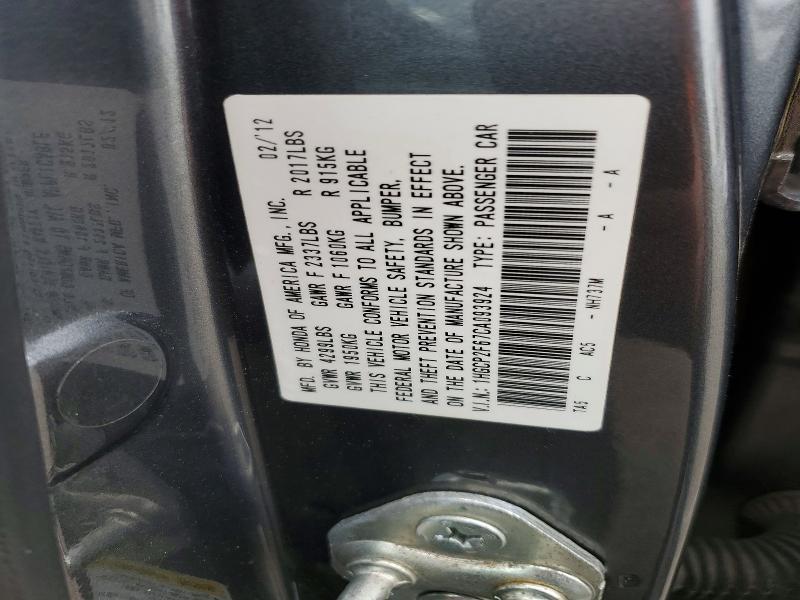 MFD. BY HONDA OF AMERICA MFG., INC. 02/12
GVWR 4299LBS GAWR F 2337LBS R 2017LBS
GVWR 1950KG GAWR F 1060KG R 915KG
THIS VEHICLE CONFORMS TO ALL APPLICABLE
FEDERAL MOTOR VEHICLE SAFETY, BUMPER,
AND THEFT PREVENTION STANDARDS IN EFFECT
ON THE DATE OF MANUFACTURE SHOWN ABOVE.
V.I.N.: 1HGCP2F67CA093924 TYPE: PASSENGER CAR
TA5 C AC5 - NH737M - A - A